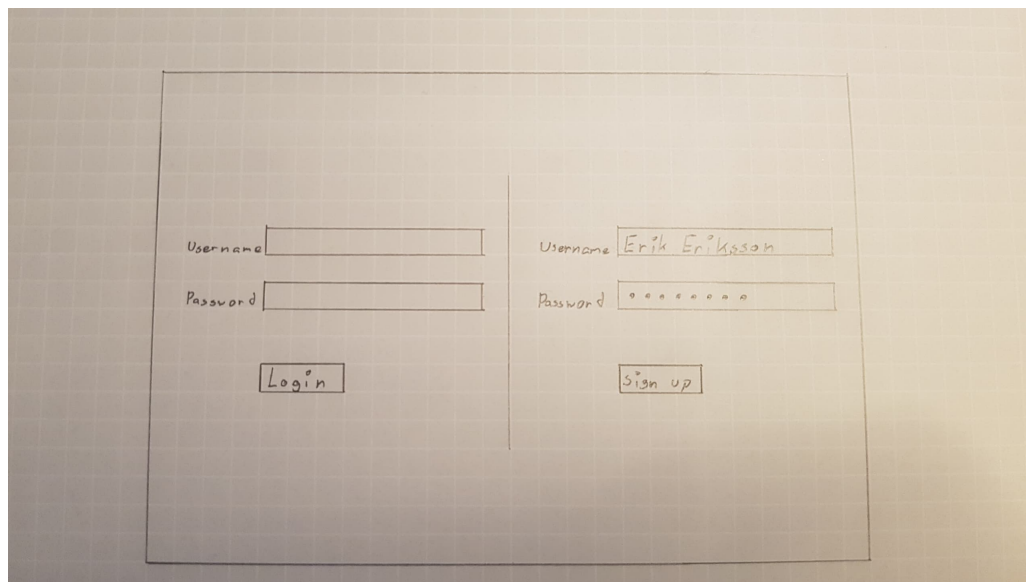 Username
Password
Login
Username Erik Eriksson
Password ••••••••
Sign up